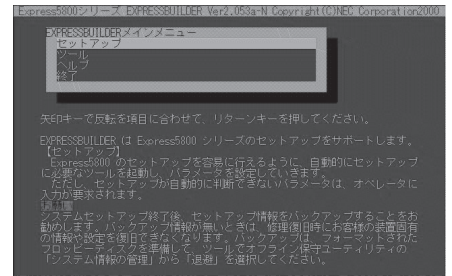 Express5800シリーズ EXPRESSBUILDER Ver2.053a-N Copyright(C)NEC Corporation2000
EXPRESSBUILDERメインメニュー
セットアップ
ツール
ヘルプ
終了
矢印キーで反転を項目に合わせて、リターンキーを押してください。
EXPRESSBUILDER は Express5800 シリーズのセットアップをサポートします。
【セットアップ】
Express5800 のセットアップを容易に行えるように、自動的にセットアップ
に必要なツールを起動し、パラメータを設定していきます。
ただし、セットアップが自動的に判断できないパラメータは、オペレータに
入力が要求されます。
システムセットアップ終了後、セットアップ情報をバックアップすることをお
勧めします。バックアップ情報が無いときは、修理復旧時にお客様の装置固有
の情報や設定を復旧できなくなります。バックアップは、フォーマットされた
フロッピーディスクを準備して、ツールでオフライン保守ユーティリティの
「システム情報の管理」から「退避」を選択してください。